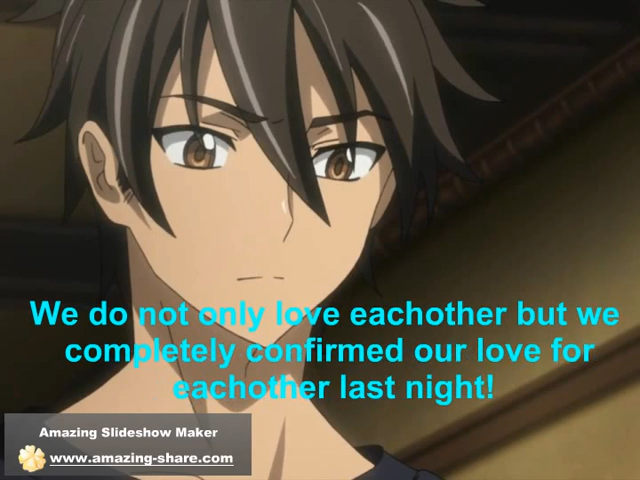 We do not only love eachother but we
completely confirmed our love for
eachother last night!
Amazing Slideshow Maker
www.amazing-share.com